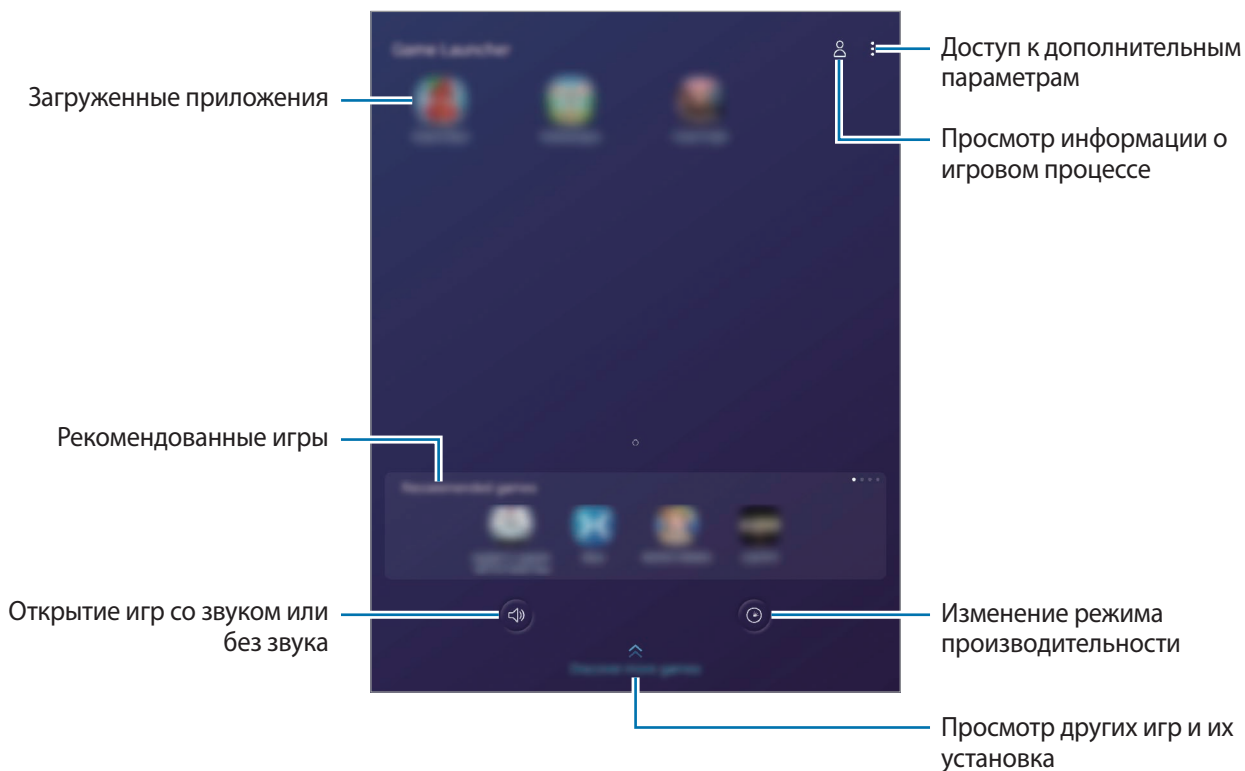 Game Launcher
Доступ к дополнительным
параметрам
Загруженные приложения
Просмотр информации о
игровом процессе
Рекомендованные игры
Recommended games
Открытие игр со звуком или
без звука
Изменение режима
производительности
Discover more games
Просмотр других игр и их
установка